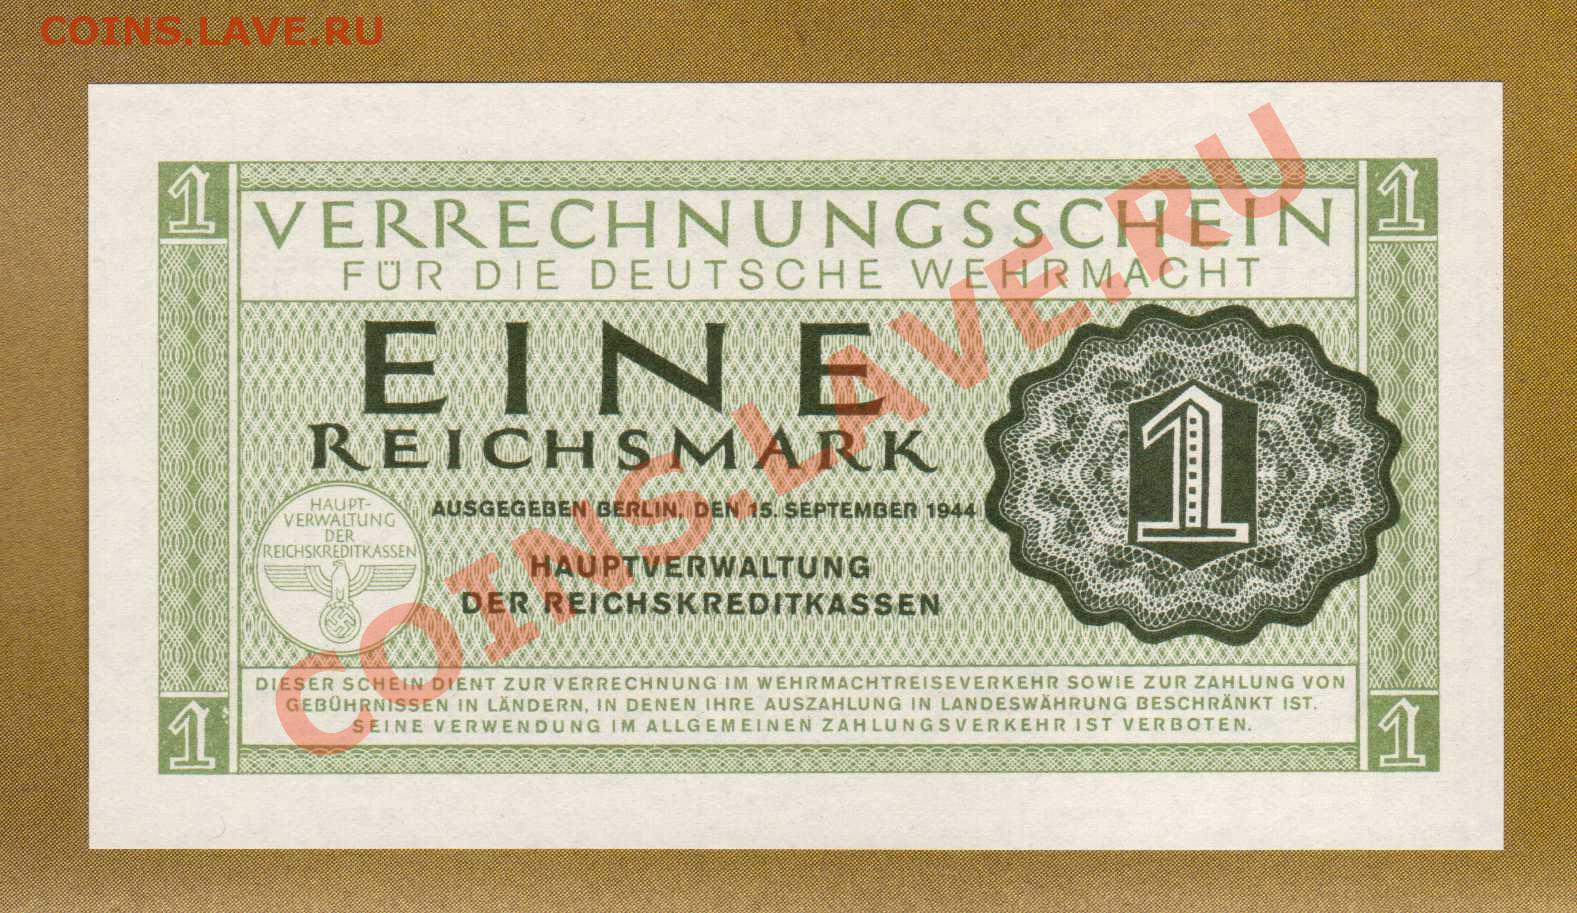 COINS.LAVE.RU
1
1
VERRECHNUNGSSCHEIN
FÜR DIE DEUTSCHE WEHRMACHT
EINE
REICHSMARK
1
AUSGEGEBEN BERLIN, DEN 15. SEPTEMBER 1944
HAUPT-
VERWALTUNG
DER
REICHSKREDITKASSEN
HAUPTVERWALTUNG
DER REICHSKREDITKASSEN
DIESER SCHEIN DIENT ZUR VERRECHNUNG IM WEHRMACHTREISEVERKEHR SOWIE ZUR ZAHLUNG VON
GEBÜHRNISSEN IN LÄNDERN, IN DENEN IHRE AUSZAHLUNG IN LANDESWÄHRUNG BESCHRÄNKT IST.
SEINE VERWENDUNG IM ALLGEMEINEN ZAHLUNGSVERKEHR IST VERBOTEN.
1
1
COINS.LAVE.RU